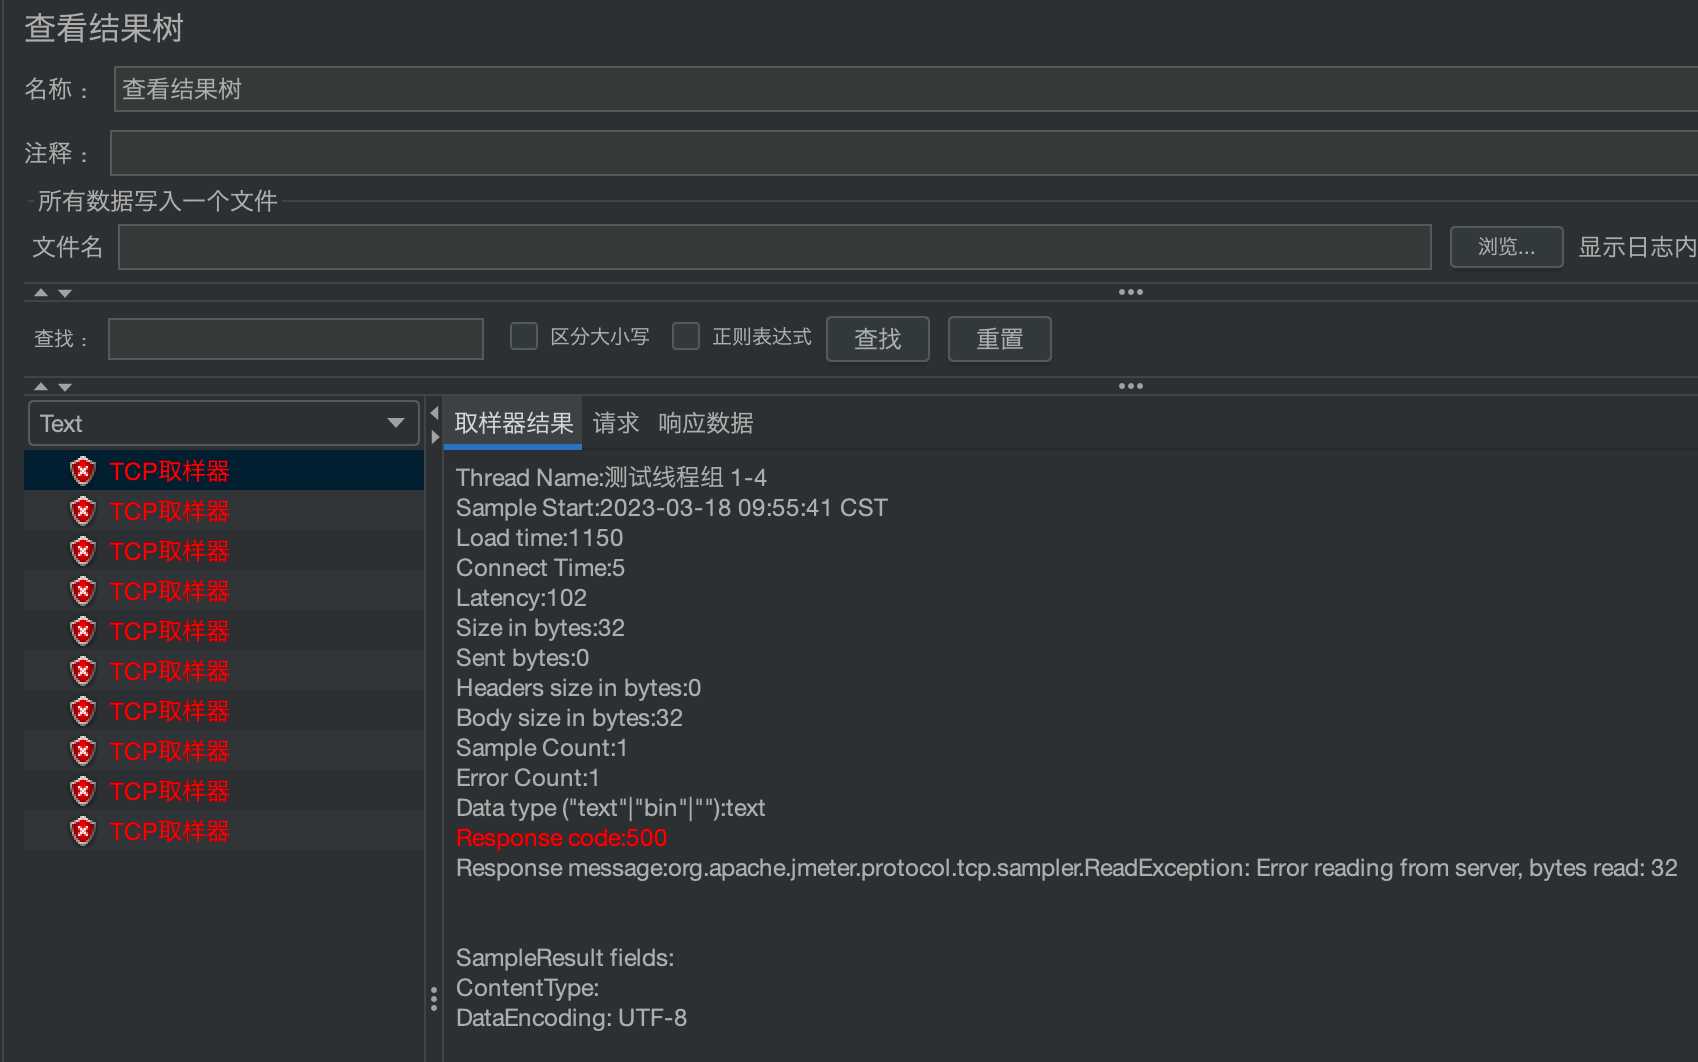 查看结果树
名称： 查看结果树
注释：
所有数据写入一个文件
文件名 浏览... 显示日志内
查找： 区分大小写 正则表达式 查找 重置
Text
TCP取样器
TCP取样器
TCP取样器
TCP取样器
TCP取样器
TCP取样器
TCP取样器
TCP取样器
TCP取样器
TCP取样器
取样器结果 请求 响应数据
Thread Name:测试线程组 1-4
Sample Start:2023-03-18 09:55:41 CST
Load time:1150
Connect Time:5
Latency:102
Size in bytes:32
Sent bytes:0
Headers size in bytes:0
Body size in bytes:32
Sample Count:1
Error Count:1
Data type ("text"|"bin"|""):text
Response code:500
Response message:org.apache.jmeter.protocol.tcp.sampler.ReadException: Error reading from server, bytes read: 32
SampleResult fields:
ContentType:
DataEncoding: UTF-8